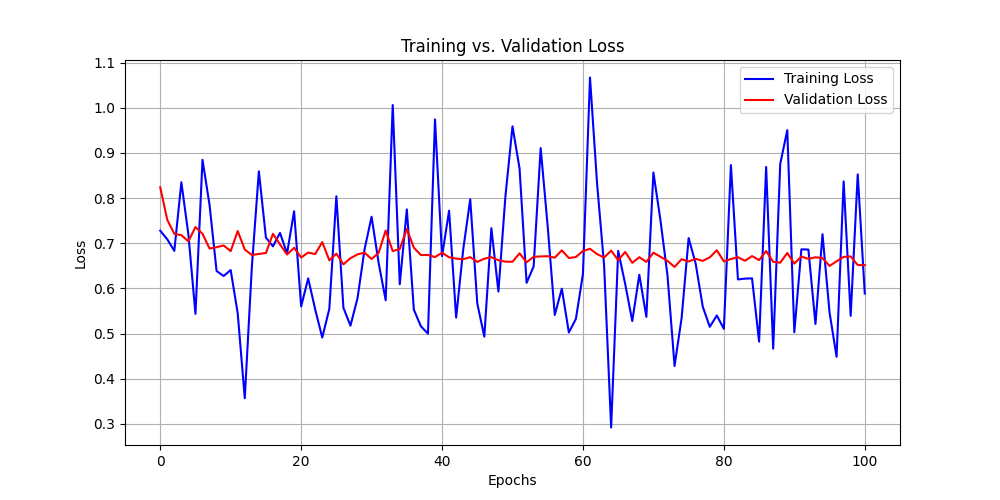 Training vs. Validation Loss
Training Loss
Validation Loss
Loss
1.1
1.0
0.9
0.8
0.7
0.6
0.5
0.4
0.3
0 20 40 60 80 100
Epochs